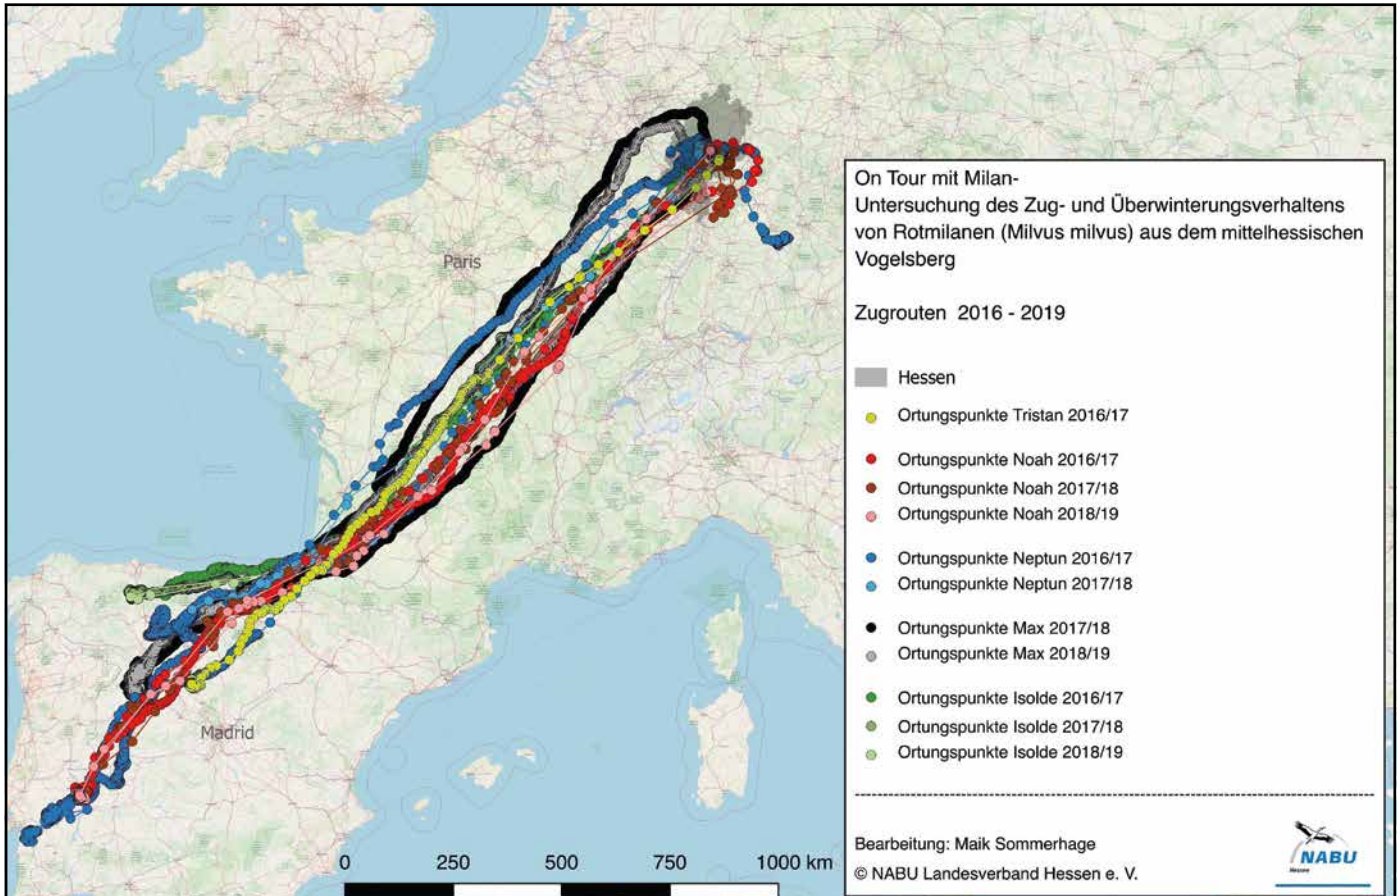 Paris
Madrid
On Tour mit Milan-
Untersuchung des Zug- und Überwinterungsverhaltens
von Rotmilanen (Milvus milvus) aus dem mittelhessischen
Vogelsberg
Zugrouten 2016 - 2019
Hessen
Ortungspunkte Tristan 2016/17
Ortungspunkte Noah 2016/17
Ortungspunkte Noah 2017/18
Ortungspunkte Noah 2018/19
Ortungspunkte Neptun 2016/17
Ortungspunkte Neptun 2017/18
Ortungspunkte Max 2017/18
Ortungspunkte Max 2018/19
Ortungspunkte Isolde 2016/17
Ortungspunkte Isolde 2017/18
Ortungspunkte Isolde 2018/19
Bearbeitung: Maik Sommerhage
© NABU Landesverband Hessen e. V.
NABU
Hessen
0 250 500 750 1000 km